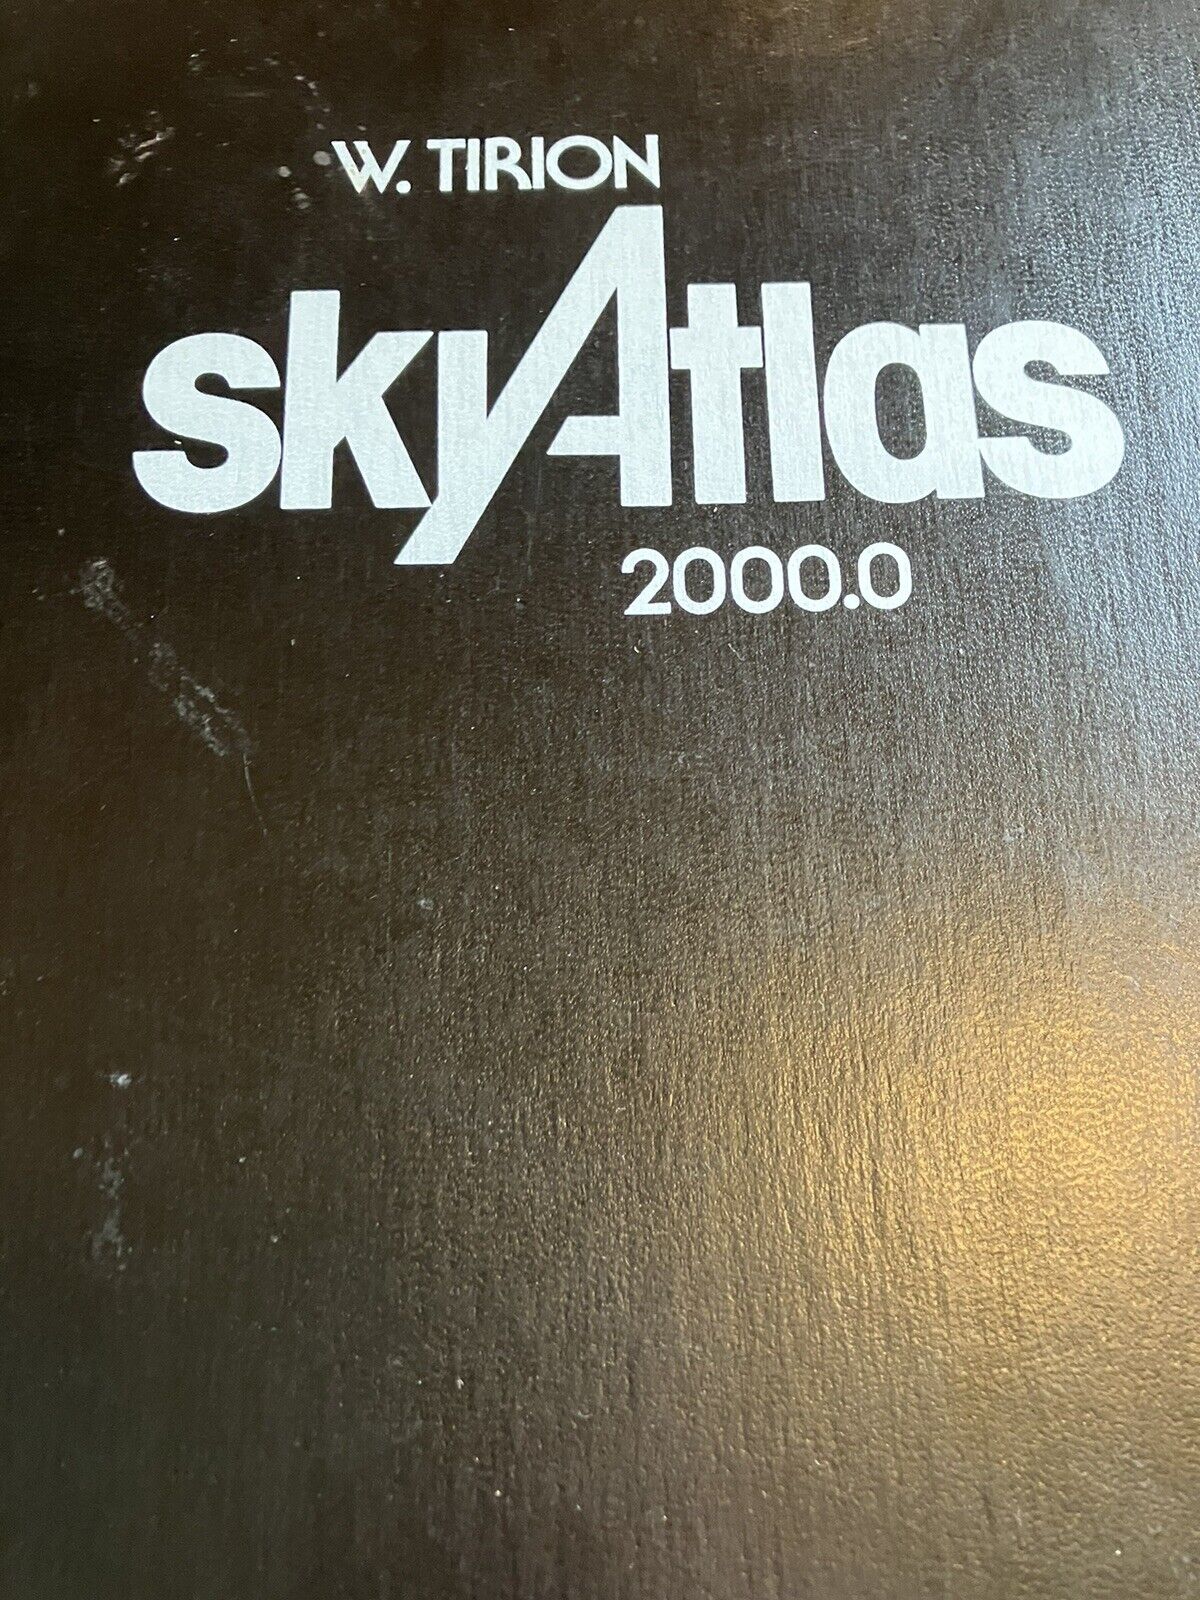 W. TIRION
skyAtlas
2000.0